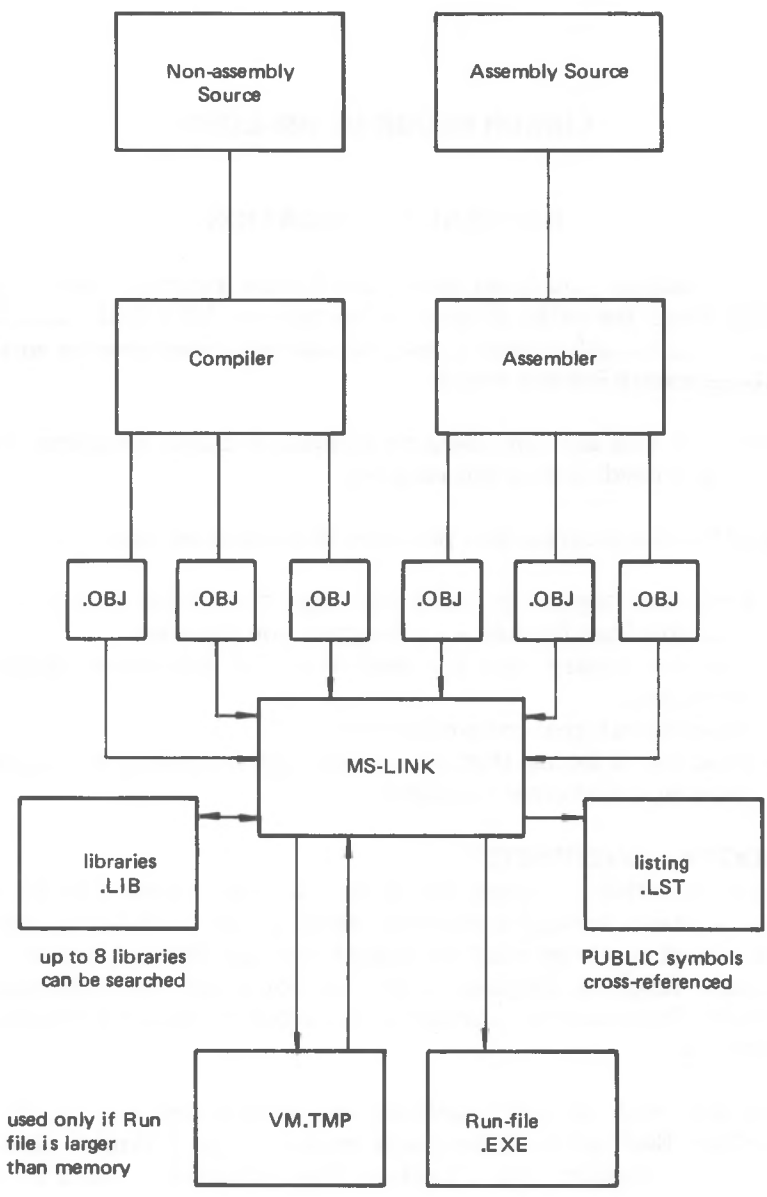 Non-assembly
Source
Assembly Source
Compiler
Assembler
.OBJ
.OBJ
.OBJ
.OBJ
.OBJ
.OBJ
MS-LINK
libraries
.LIB
listing
.LST
up to 8 libraries
can be searched
PUBLIC symbols
cross-referenced
used only if Run
file is larger
than memory
VM.TMP
Run-file
.EXE